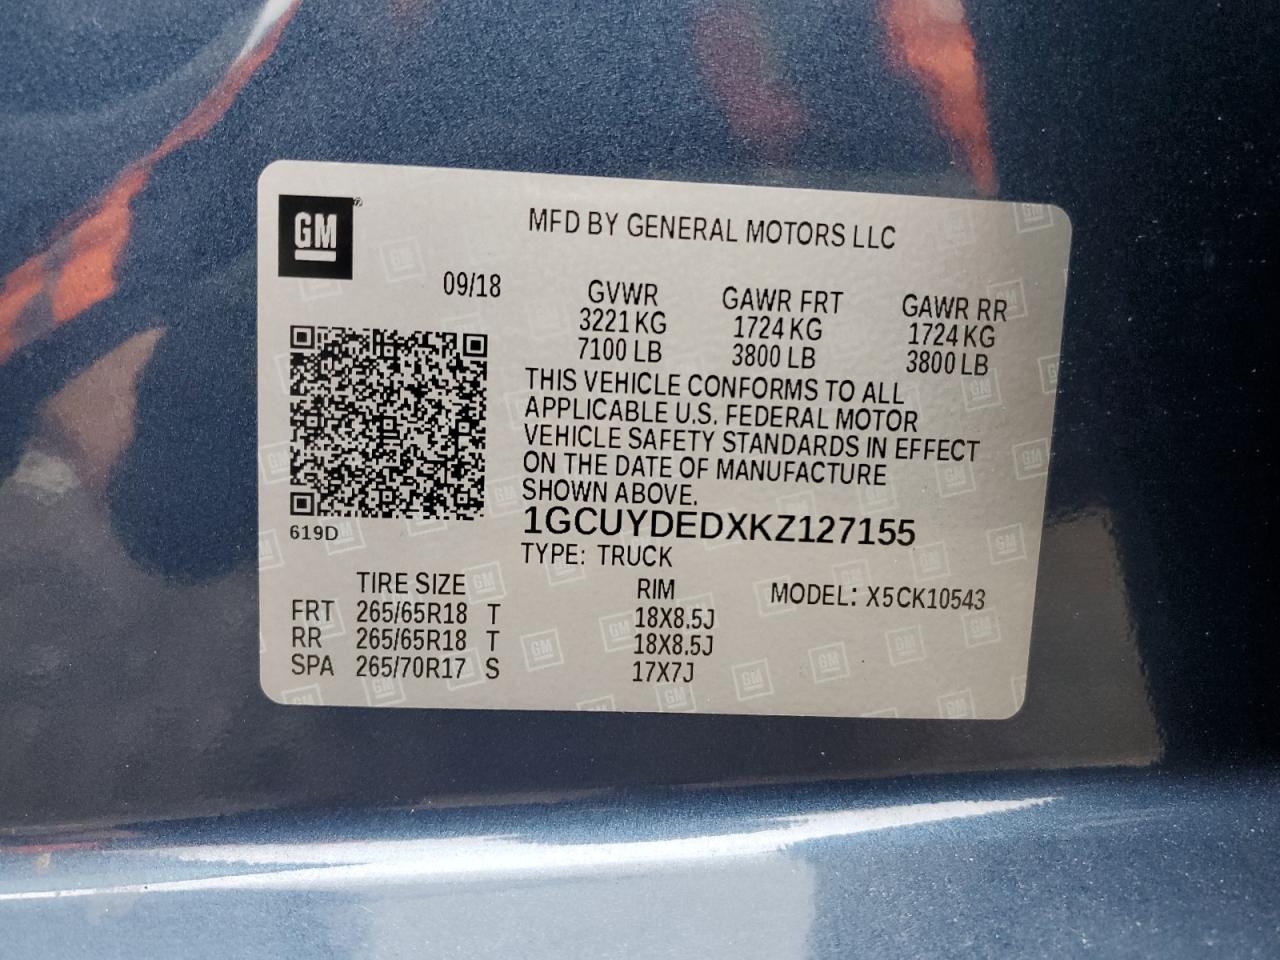 GM
MFD BY GENERAL MOTORS LLC
09/18
GVWR GAWR FRT GAWR RR
3221 KG 1724 KG 1724 KG
7100 LB 3800 LB 3800 LB
THIS VEHICLE CONFORMS TO ALL
APPLICABLE U.S. FEDERAL MOTOR
VEHICLE SAFETY STANDARDS IN EFFECT
ON THE DATE OF MANUFACTURE
SHOWN ABOVE.
619D
1GCUYDEDXKZ127155
TYPE: TRUCK
TIRE SIZE RIM MODEL: X5CK10543
FRT 265/65R18 T 18X8.5J
RR 265/65R18 T 18X8.5J
SPA 265/70R17 S 17X7J